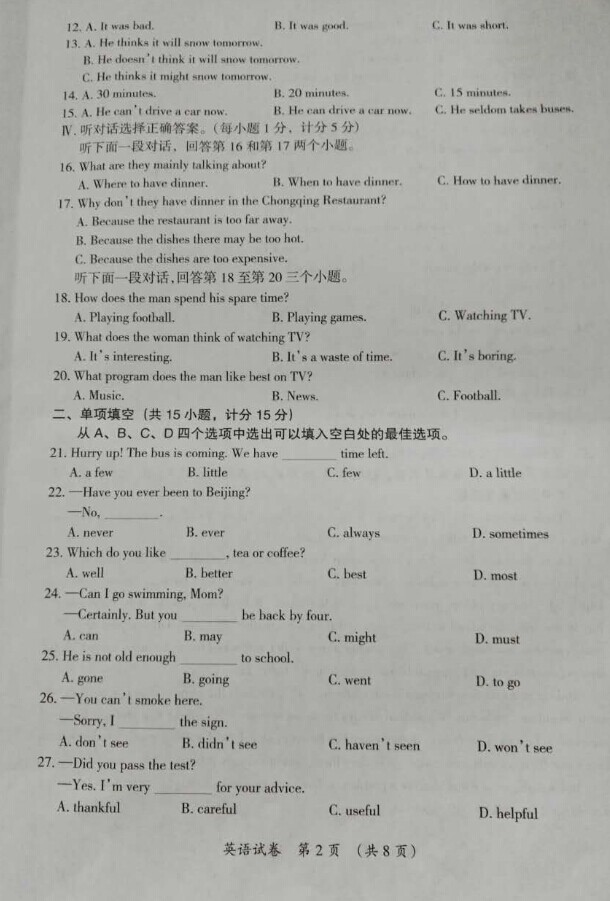 12. A. It was bad. B. It was good. C. It was short.
13. A. He thinks it will snow tomorrow.
B. He doesn't think it will snow tomorrow.
C. He thinks it might snow tomorrow.
14. A. 30 minutes. B. 20 minutes. C. 15 minutes.
15. A. He can't drive a car now. B. He can drive a car now. C. He seldom takes buses.
Ⅳ. 听对话选择正确答案。(每小题1分、计分5分)
听下面一段对话，回答第16和第17两个小题。
16. What are they mainly talking about?
A. Where to have dinner. B. When to have dinner. C. How to have dinner.
17. Why don't they have dinner in the Chongqing Restaurant?
A. Because the restaurant is too far away.
B. Because the dishes there may be too hot.
C. Because the dishes are too expensive.
听下面一段对话,回答第18至第20三个小题。
18. How does the man spend his spare time?
A. Playing football. B. Playing games. C. Watching TV.
19. What does the woman think of watching TV?
A. It's interesting. B. It's a waste of time. C. It's boring.
20. What program does the man like best on TV?
A. Music. B. News. C. Football.
二、单项填空（共15小题，计分15分）
从A、B、C、D四个选项中选出可以填入空白处的最佳选项。
21. Hurry up! The bus is coming. We have ________ time left.
A. a few B. little C. few D. a little
22. —Have you ever been to Beijing?
—No, ________.
A. never B. ever C. always D. sometimes
23. Which do you like ________, tea or coffee?
A. well B. better C. best D. most
24. —Can I go swimming, Mom?
—Certainly. But you ________ be back by four.
A. can B. may C. might D. must
25. He is not old enough ________ to school.
A. gone B. going C. went D. to go
26. —You can't smoke here.
—Sorry, I ________ the sign.
A. don't see B. didn't see C. haven't seen D. won't see
27. —Did you pass the test?
—Yes. I'm very ________ for your advice.
A. thankful B. careful C. useful D. helpful
英语试卷 第2页 （共8页）